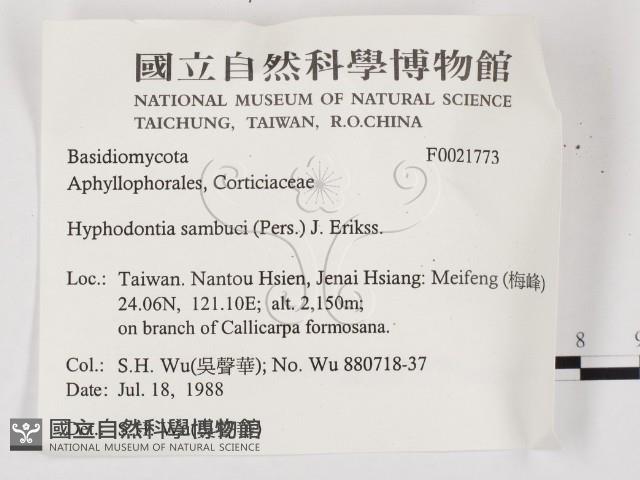 國立自然科學博物館
NATIONAL MUSEUM OF NATURAL SCIENCE
TAICHUNG, TAIWAN, R.O.CHINA
Basidiomycota F0021773
Aphyllophorales, Corticiaceae
Hyphodontia sambuci (Pers.) J. Erikss.
Loc.: Taiwan. Nantou Hsien, Jenai Hsiang: Meifeng (梅峰)
24.06N, 121.10E; alt. 2,150m;
on branch of Callicarpa formosana.
Col.: S.H. Wu(吳聲華); No. Wu 880718-37
Date: Jul. 18, 1988
國立自然科學博物館
NATIONAL MUSEUM OF NATURAL SCIENCE
8 9